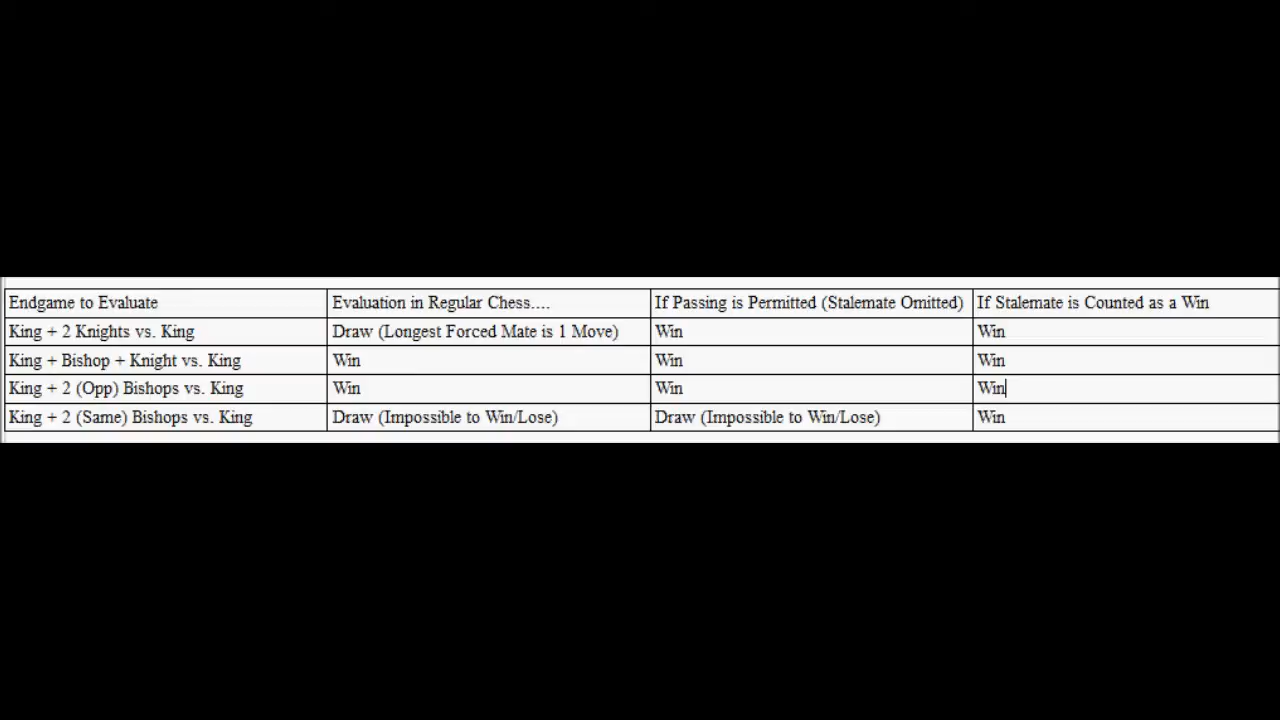 Endgame to Evaluate Evaluation in Regular Chess.... If Passing is Permitted (Stalemate Omitted) If Stalemate is Counted as a Win
King + 2 Knights vs. King Draw (Longest Forced Mate is 1 Move) Win Win
King + Bishop + Knight vs. King Win Win Win
King + 2 (Opp) Bishops vs. King Win Win Win
King + 2 (Same) Bishops vs. King Draw (Impossible to Win/Lose) Draw (Impossible to Win/Lose) Win